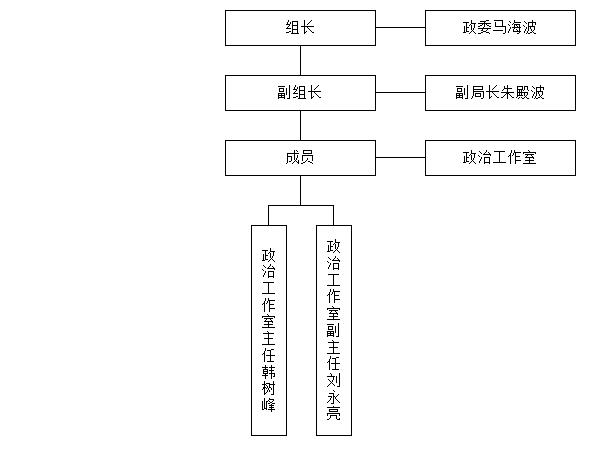 组长
政委马海波
副组长
副局长朱殿波
成员
政治工作室
政治工作室主任韩树峰
政治工作室副主任刘永亮